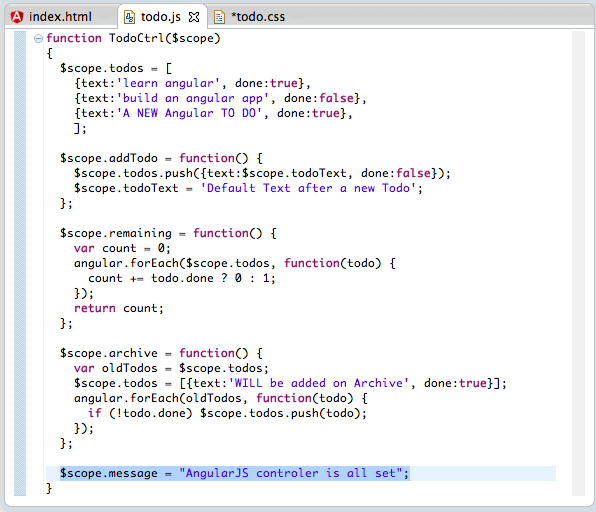 index.html todo.js *todo.css
function TodoCtrl($scope)
{
  $scope.todos = [
    {text:'learn angular', done:true},
    {text:'build an angular app', done:false},
    {text:'A NEW Angular TO DO', done:true},
    ];

  $scope.addTodo = function() {
    $scope.todos.push({text:$scope.todoText, done:false});
    $scope.todoText = 'Default Text after a new Todo';
  };

  $scope.remaining = function() {
    var count = 0;
    angular.forEach($scope.todos, function(todo) {
      count += todo.done ? 0 : 1;
    });
    return count;
  };

  $scope.archive = function() {
    var oldTodos = $scope.todos;
    $scope.todos = [{text:'WILL be added on Archive', done:true}];
    angular.forEach(oldTodos, function(todo) {
      if (!todo.done) $scope.todos.push(todo);
    });
  };

  $scope.message = "AngularJS controler is all set";
}